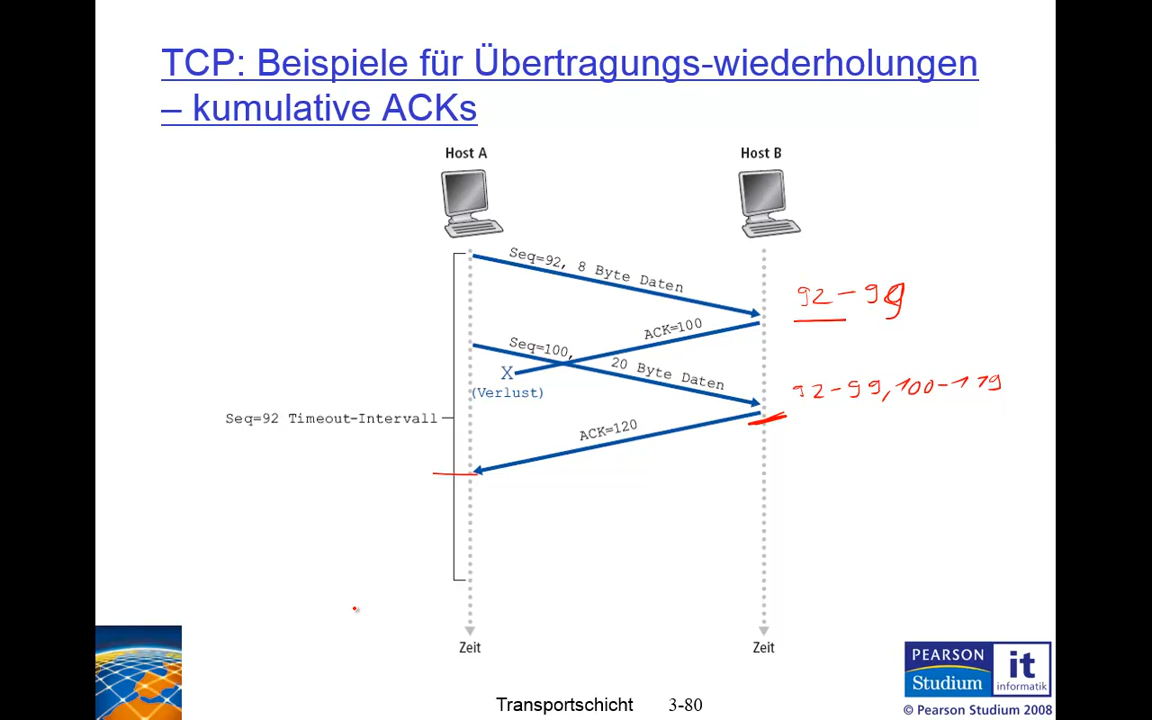 TCP: Beispiele für Übertragungs-wiederholungen
– kumulative ACKs
Host A
Host B
Seq=92, 8 Byte Daten
92 - 99
ACK=100
Seq=100, 20 Byte Daten
X
(Verlust)
92 - 99, 100 - 119
Seq=92 Timeout-Intervall
ACK=120
Zeit
Zeit
PEARSON
Studium
it
informatik
Transportschicht 3-80
© Pearson Studium 2008